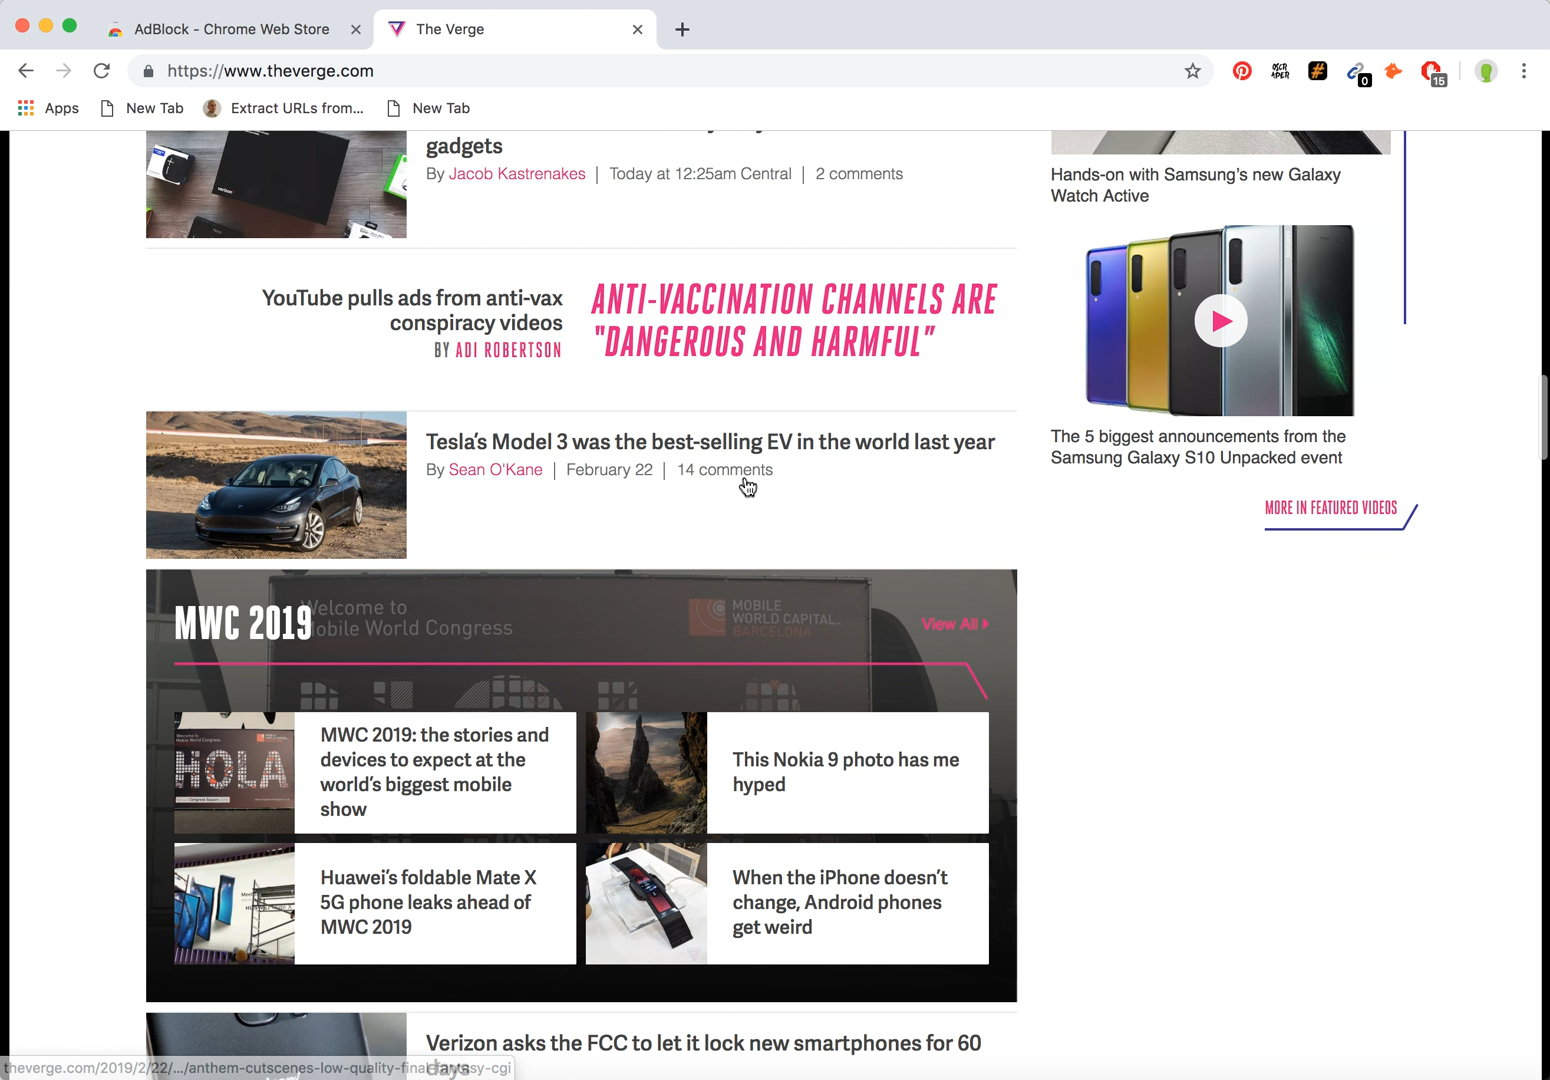 AdBlock - Chrome Web Store
The Verge
https://www.theverge.com
0
15
Apps
New Tab
Extract URLs from...
New Tab
gadgets
By Jacob Kastrenakes | Today at 12:25am Central | 2 comments
verizon
Hands-on with Samsung's new Galaxy
Watch Active
YouTube pulls ads from anti-vax
conspiracy videos
BY ADI ROBERTSON
ANTI-VACCINATION CHANNELS ARE
"DANGEROUS AND HARMFUL"
The 5 biggest announcements from the
Samsung Galaxy S10 Unpacked event
MORE IN FEATURED VIDEOS
Tesla's Model 3 was the best-selling EV in the world last year
By Sean O'Kane | February 22 | 14 comments
MWC 2019
Welcome to
Mobile World Congress
MOBILE
WORLD CAPITAL
BARCELONA
View All
HOLA
MWC 2019: the stories and
devices to expect at the
world's biggest mobile
show
This Nokia 9 photo has me
hyped
Huawei's foldable Mate X
5G phone leaks ahead of
MWC 2019
When the iPhone doesn't
change, Android phones
get weird
Verizon asks the FCC to let it lock new smartphones for 60
days
theverge.com/2019/2/22/.../anthem-cutscenes-low-quality-final-fantasy-cgi